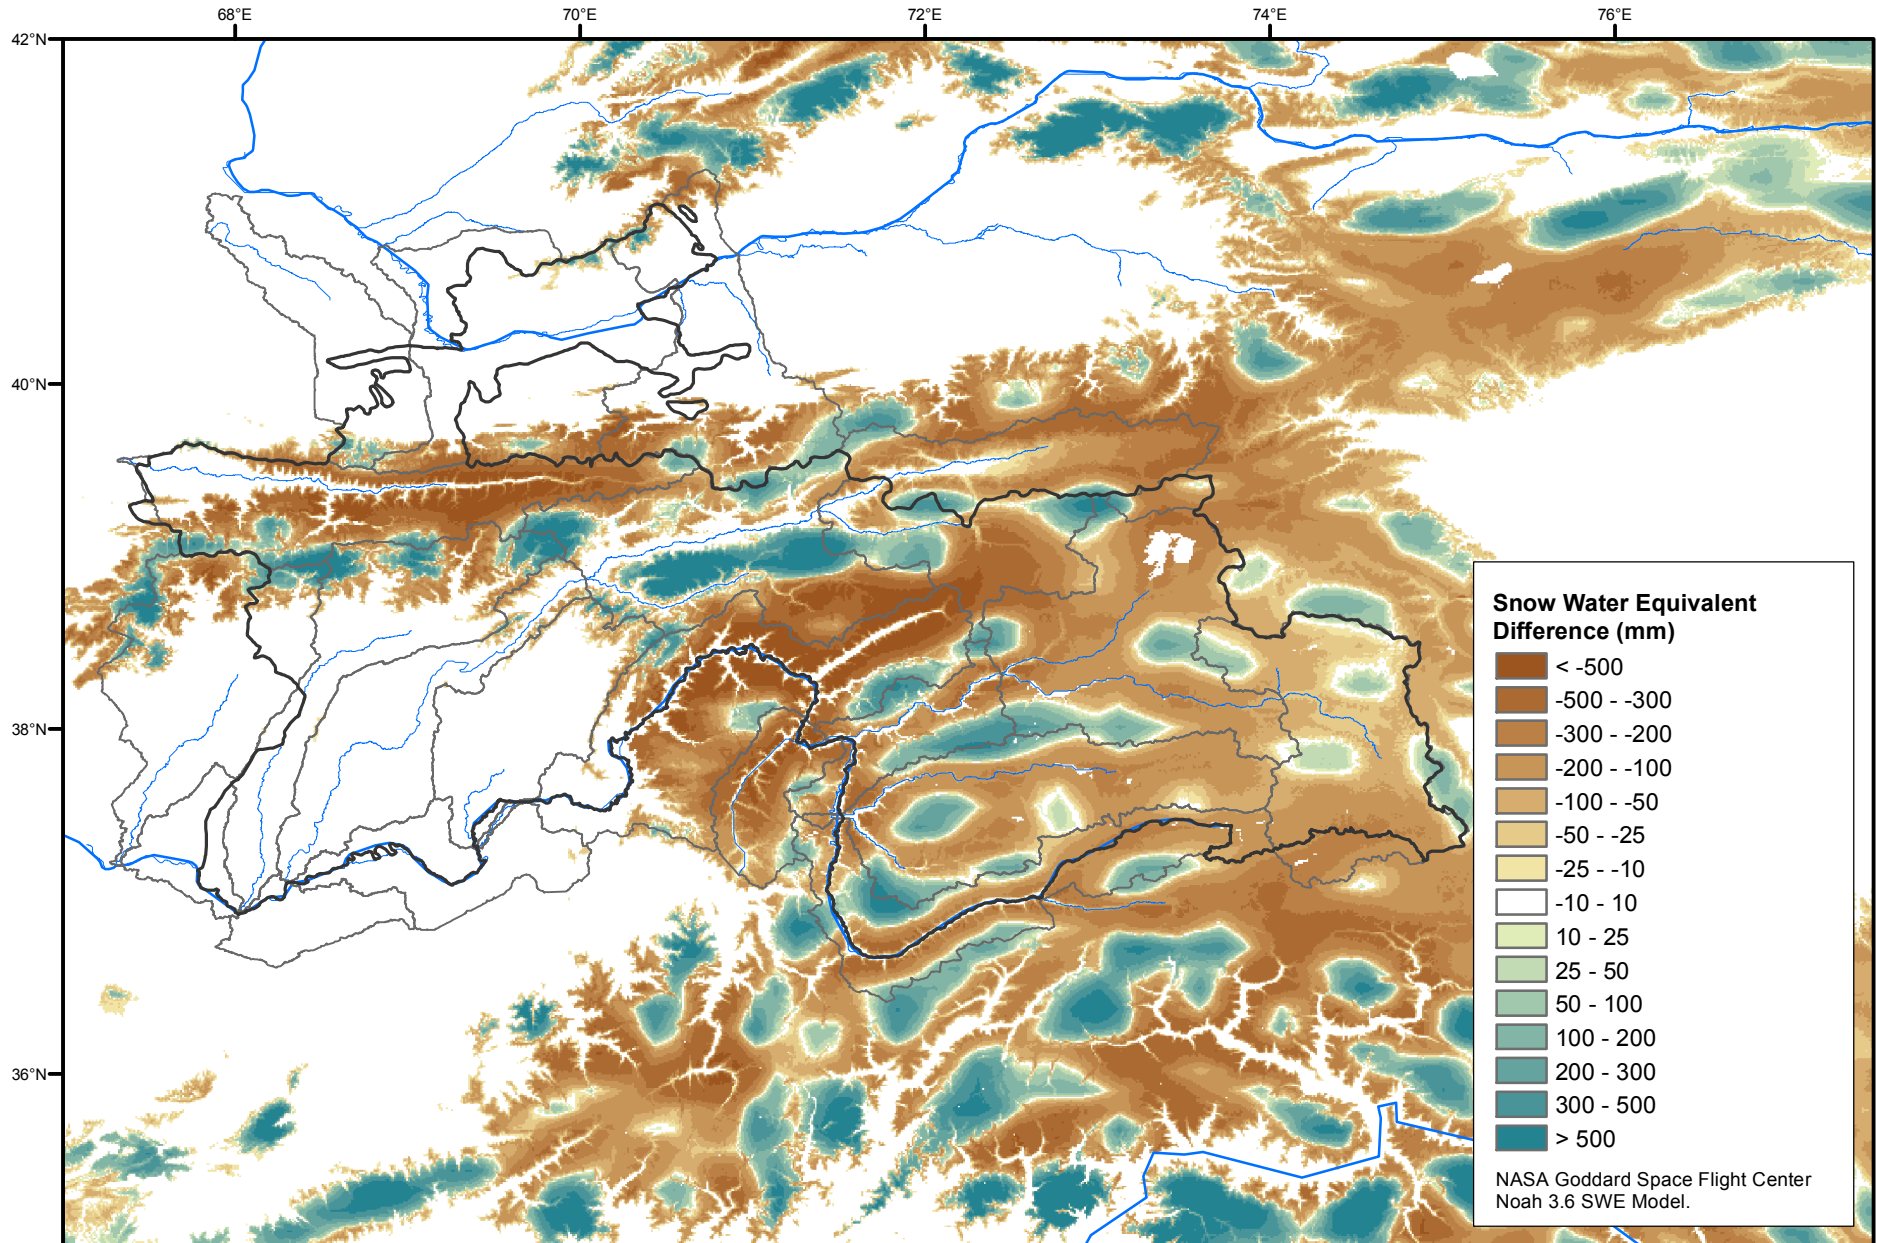 68°E
70°E
72°E
74°E
76°E
42°N
40°N
38°N
36°N
Snow Water Equivalent
Difference (mm)
< -500
-500 - -300
-300 - -200
-200 - -100
-100 - -50
-50 - -25
-25 - -10
-10 - 10
10 - 25
25 - 50
50 - 100
100 - 200
200 - 300
300 - 500
> 500
NASA Goddard Space Flight Center
Noah 3.6 SWE Model.